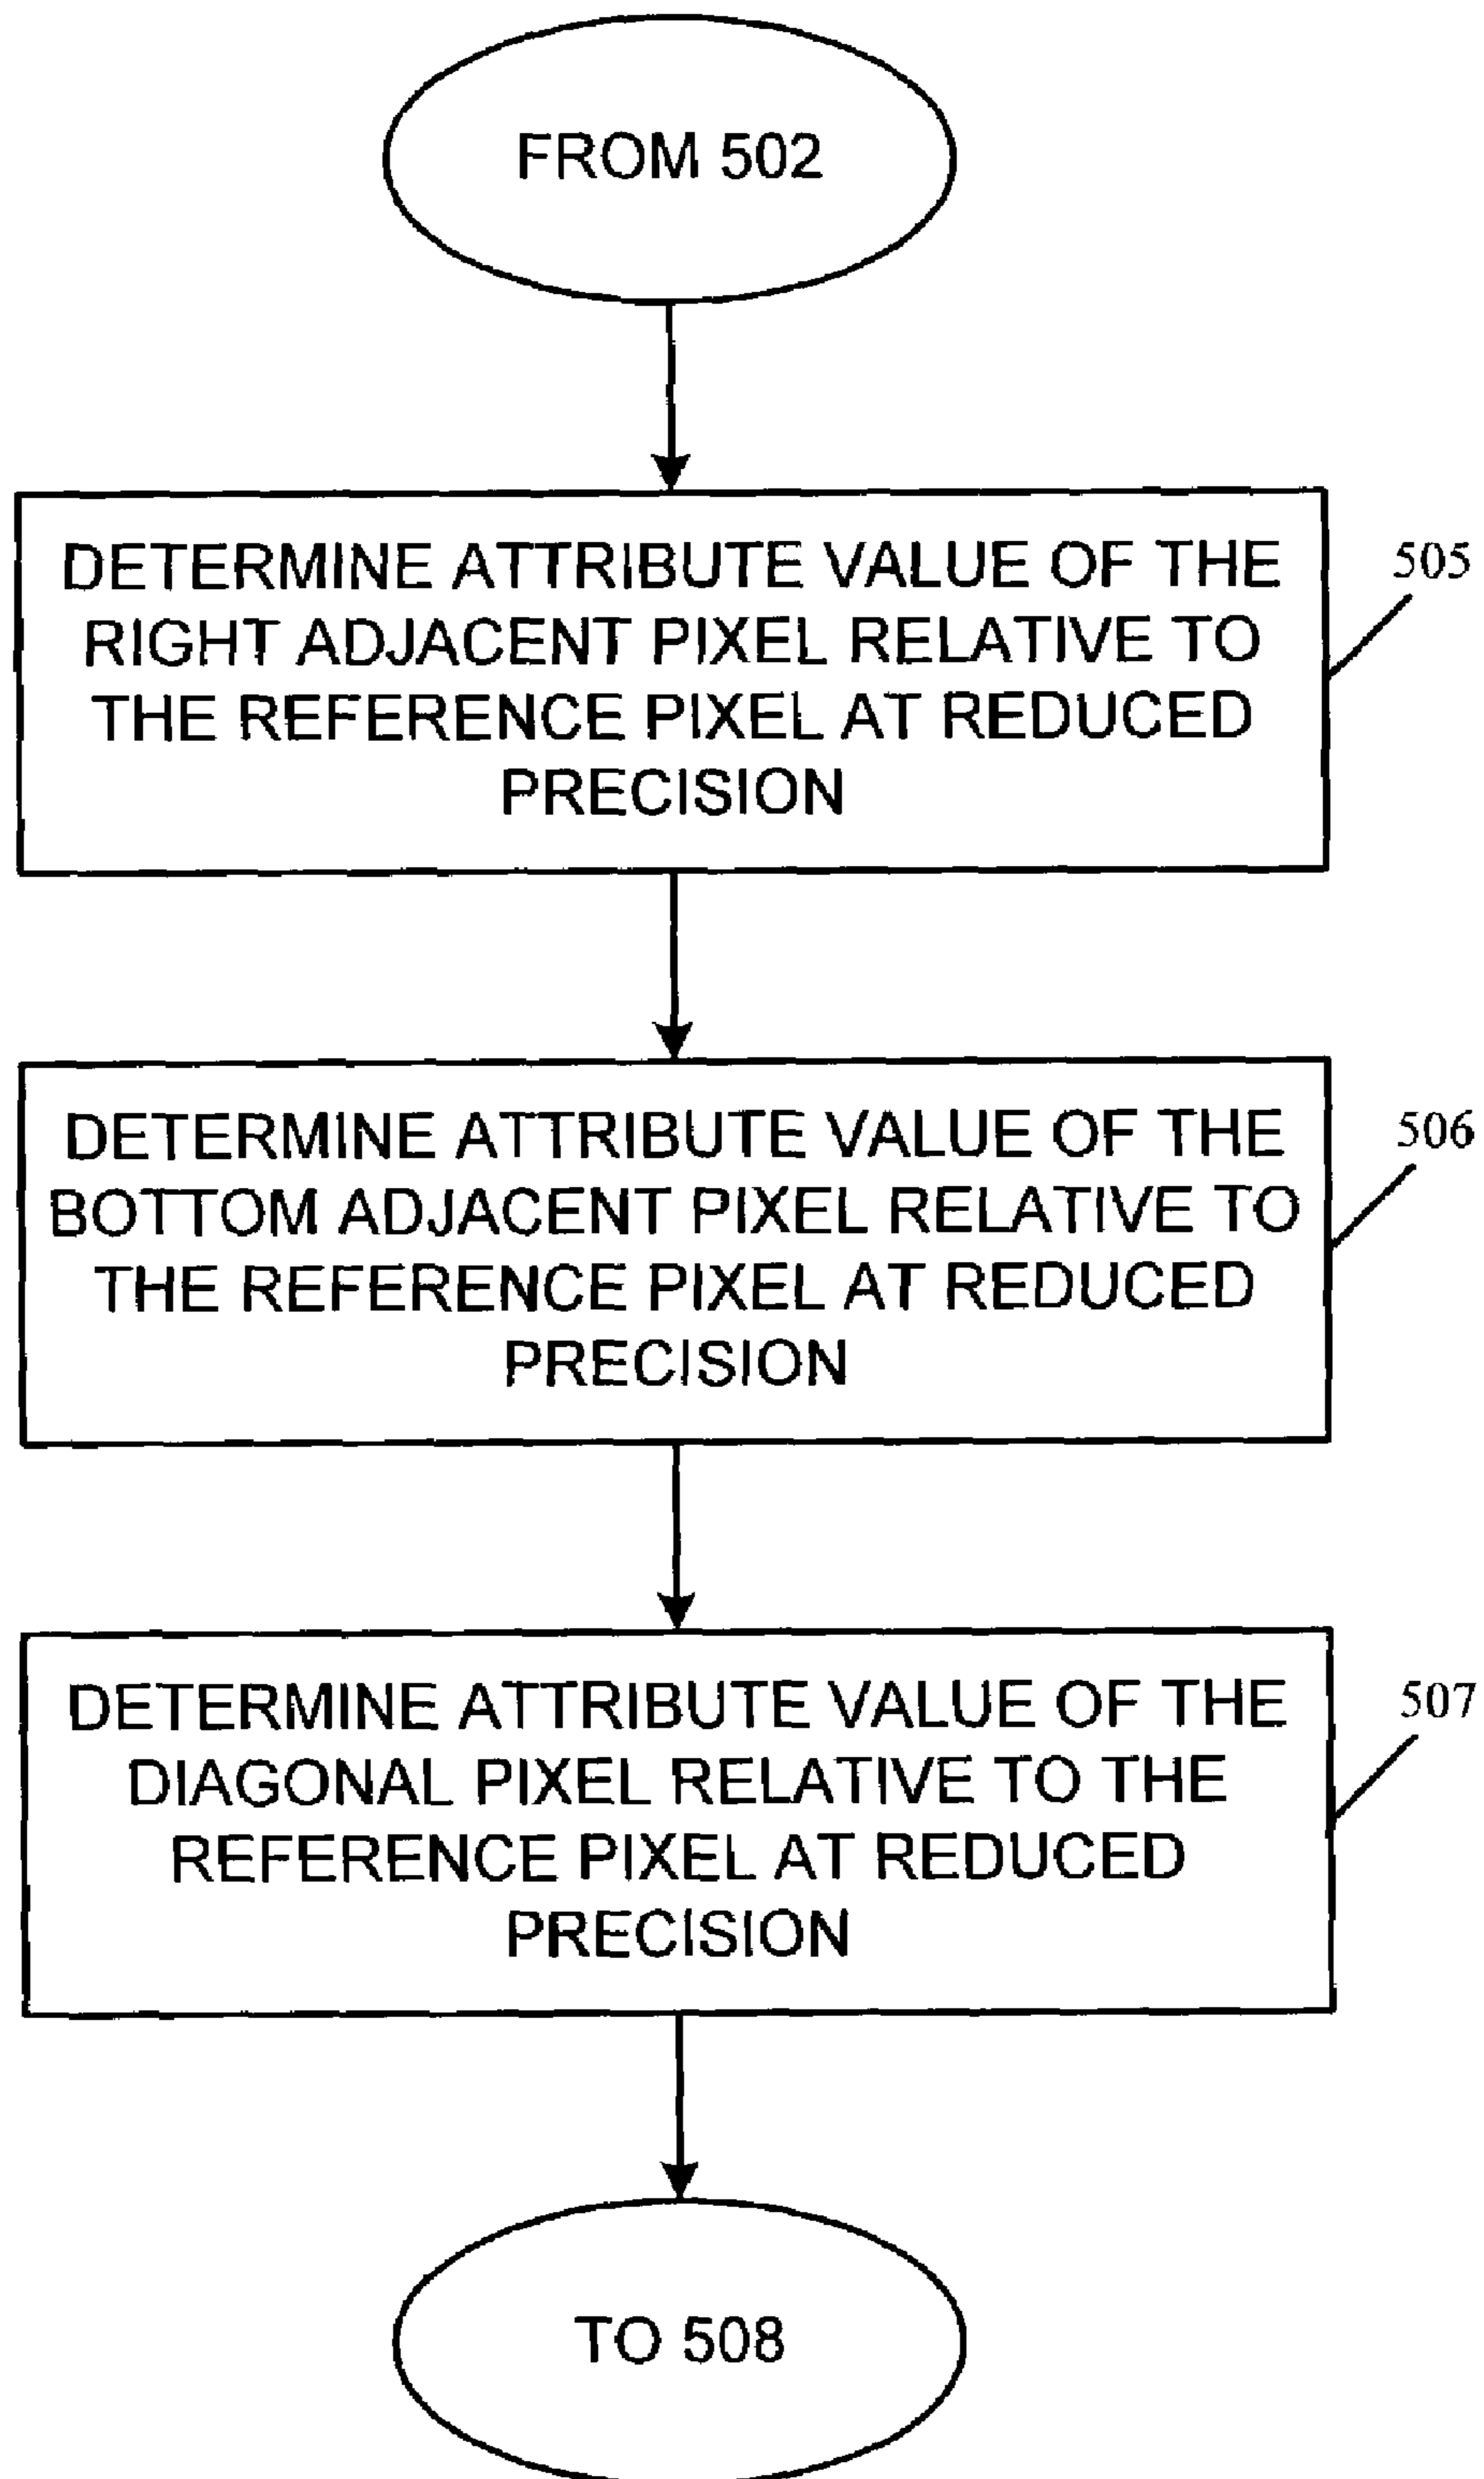 FROM 502
DETERMINE ATTRIBUTE VALUE OF THE
RIGHT ADJACENT PIXEL RELATIVE TO
THE REFERENCE PIXEL AT REDUCED
PRECISION
505
DETERMINE ATTRIBUTE VALUE OF THE
BOTTOM ADJACENT PIXEL RELATIVE TO
THE REFERENCE PIXEL AT REDUCED
PRECISION
506
DETERMINE ATTRIBUTE VALUE OF THE
DIAGONAL PIXEL RELATIVE TO THE
REFERENCE PIXEL AT REDUCED
PRECISION
507
TO 508